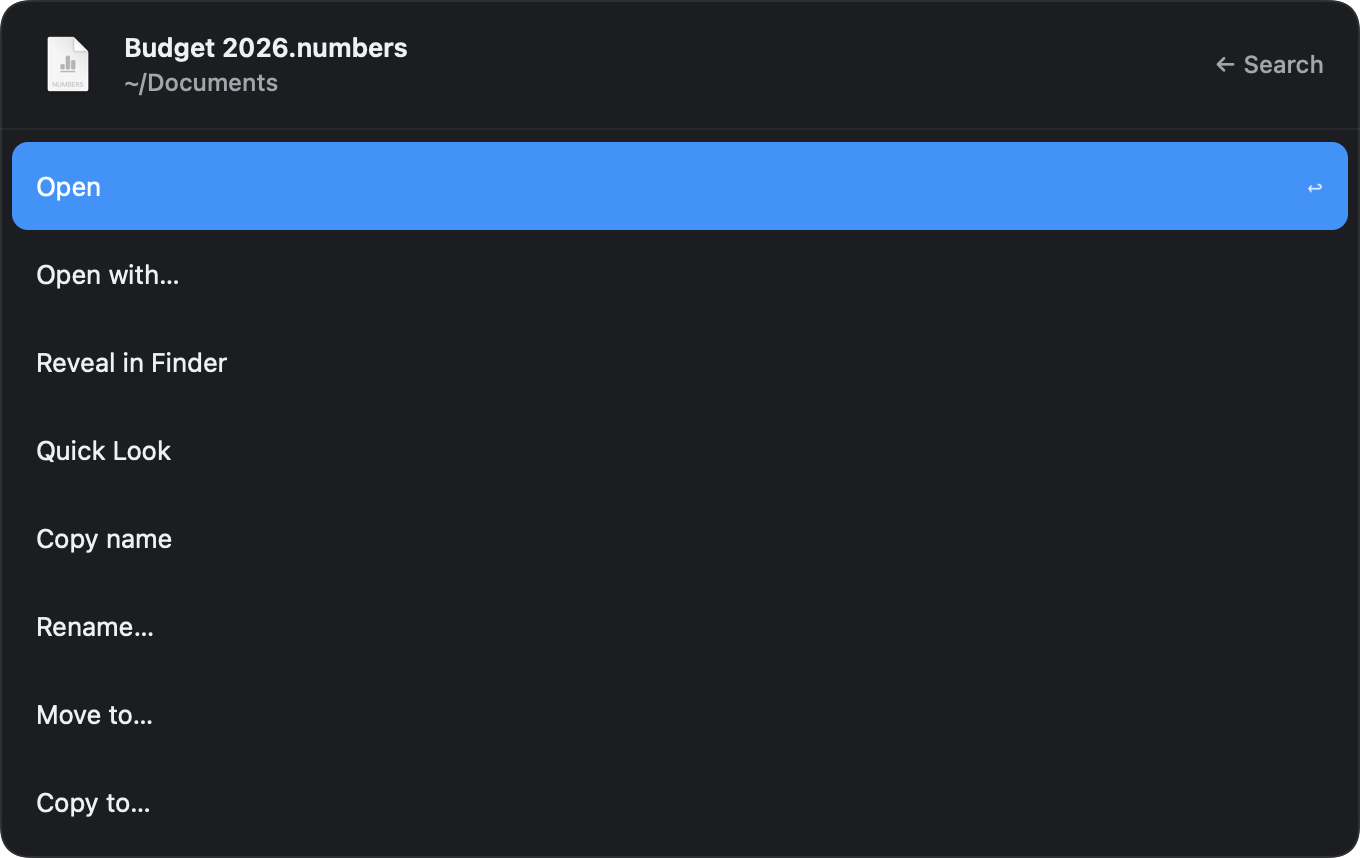 Budget 2026.numbers
~/Documents
← Search
NUMBERS
Open ↩
Open with...
Reveal in Finder
Quick Look
Copy name
Rename...
Move to...
Copy to...